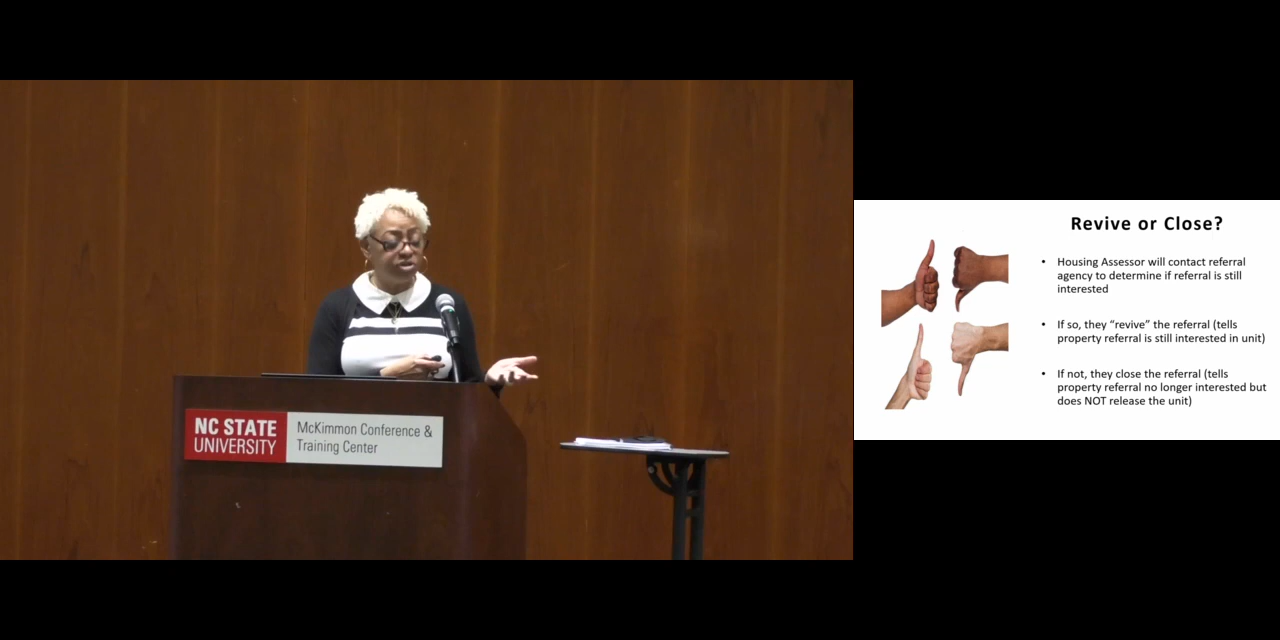 NC STATE
UNIVERSITY
McKimmon Conference &
Training Center
Revive or Close?
• Housing Assessor will contact referral
agency to determine if referral is still
interested
• If so, they “revive” the referral (tells
property referral is still interested in unit)
• If not, they close the referral (tells
property referral no longer interested but
does NOT release the unit)